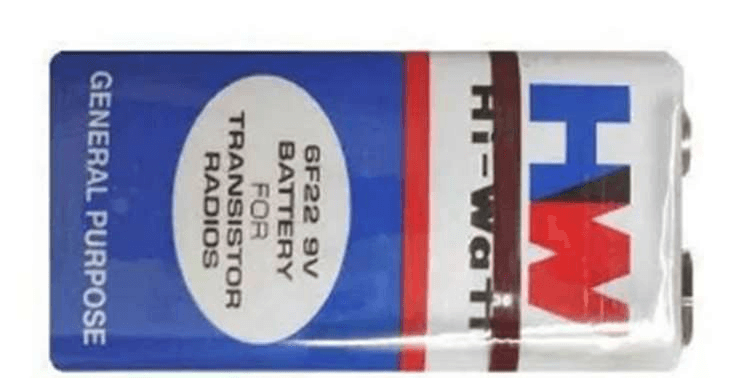 HW
Hi-Watt
6F22 9V
BATTERY
FOR
TRANSISTOR
RADIOS
GENERAL PURPOSE